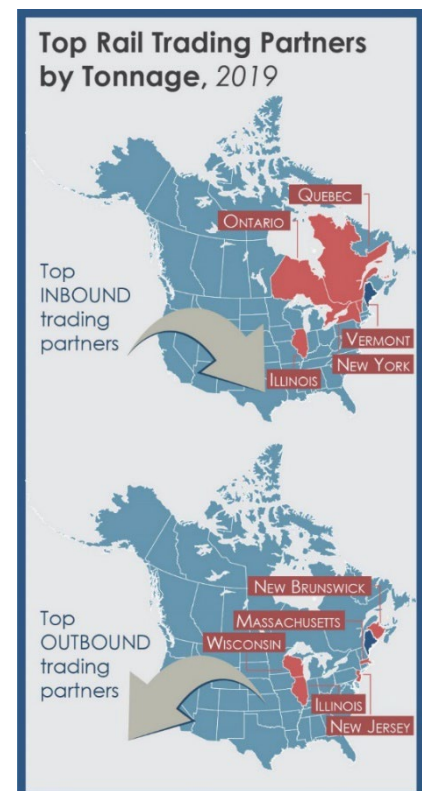 Top Rail Trading Partners
by Tonnage, 2019
QUEBEC
ONTARIO
Top
INBOUND
trading
partners
VERMONT
NEW YORK
ILLINOIS
NEW BRUNSWICK
MASSACHUSETTS
WISCONSIN
Top
OUTBOUND
trading
partners
ILLINOIS
NEW JERSEY